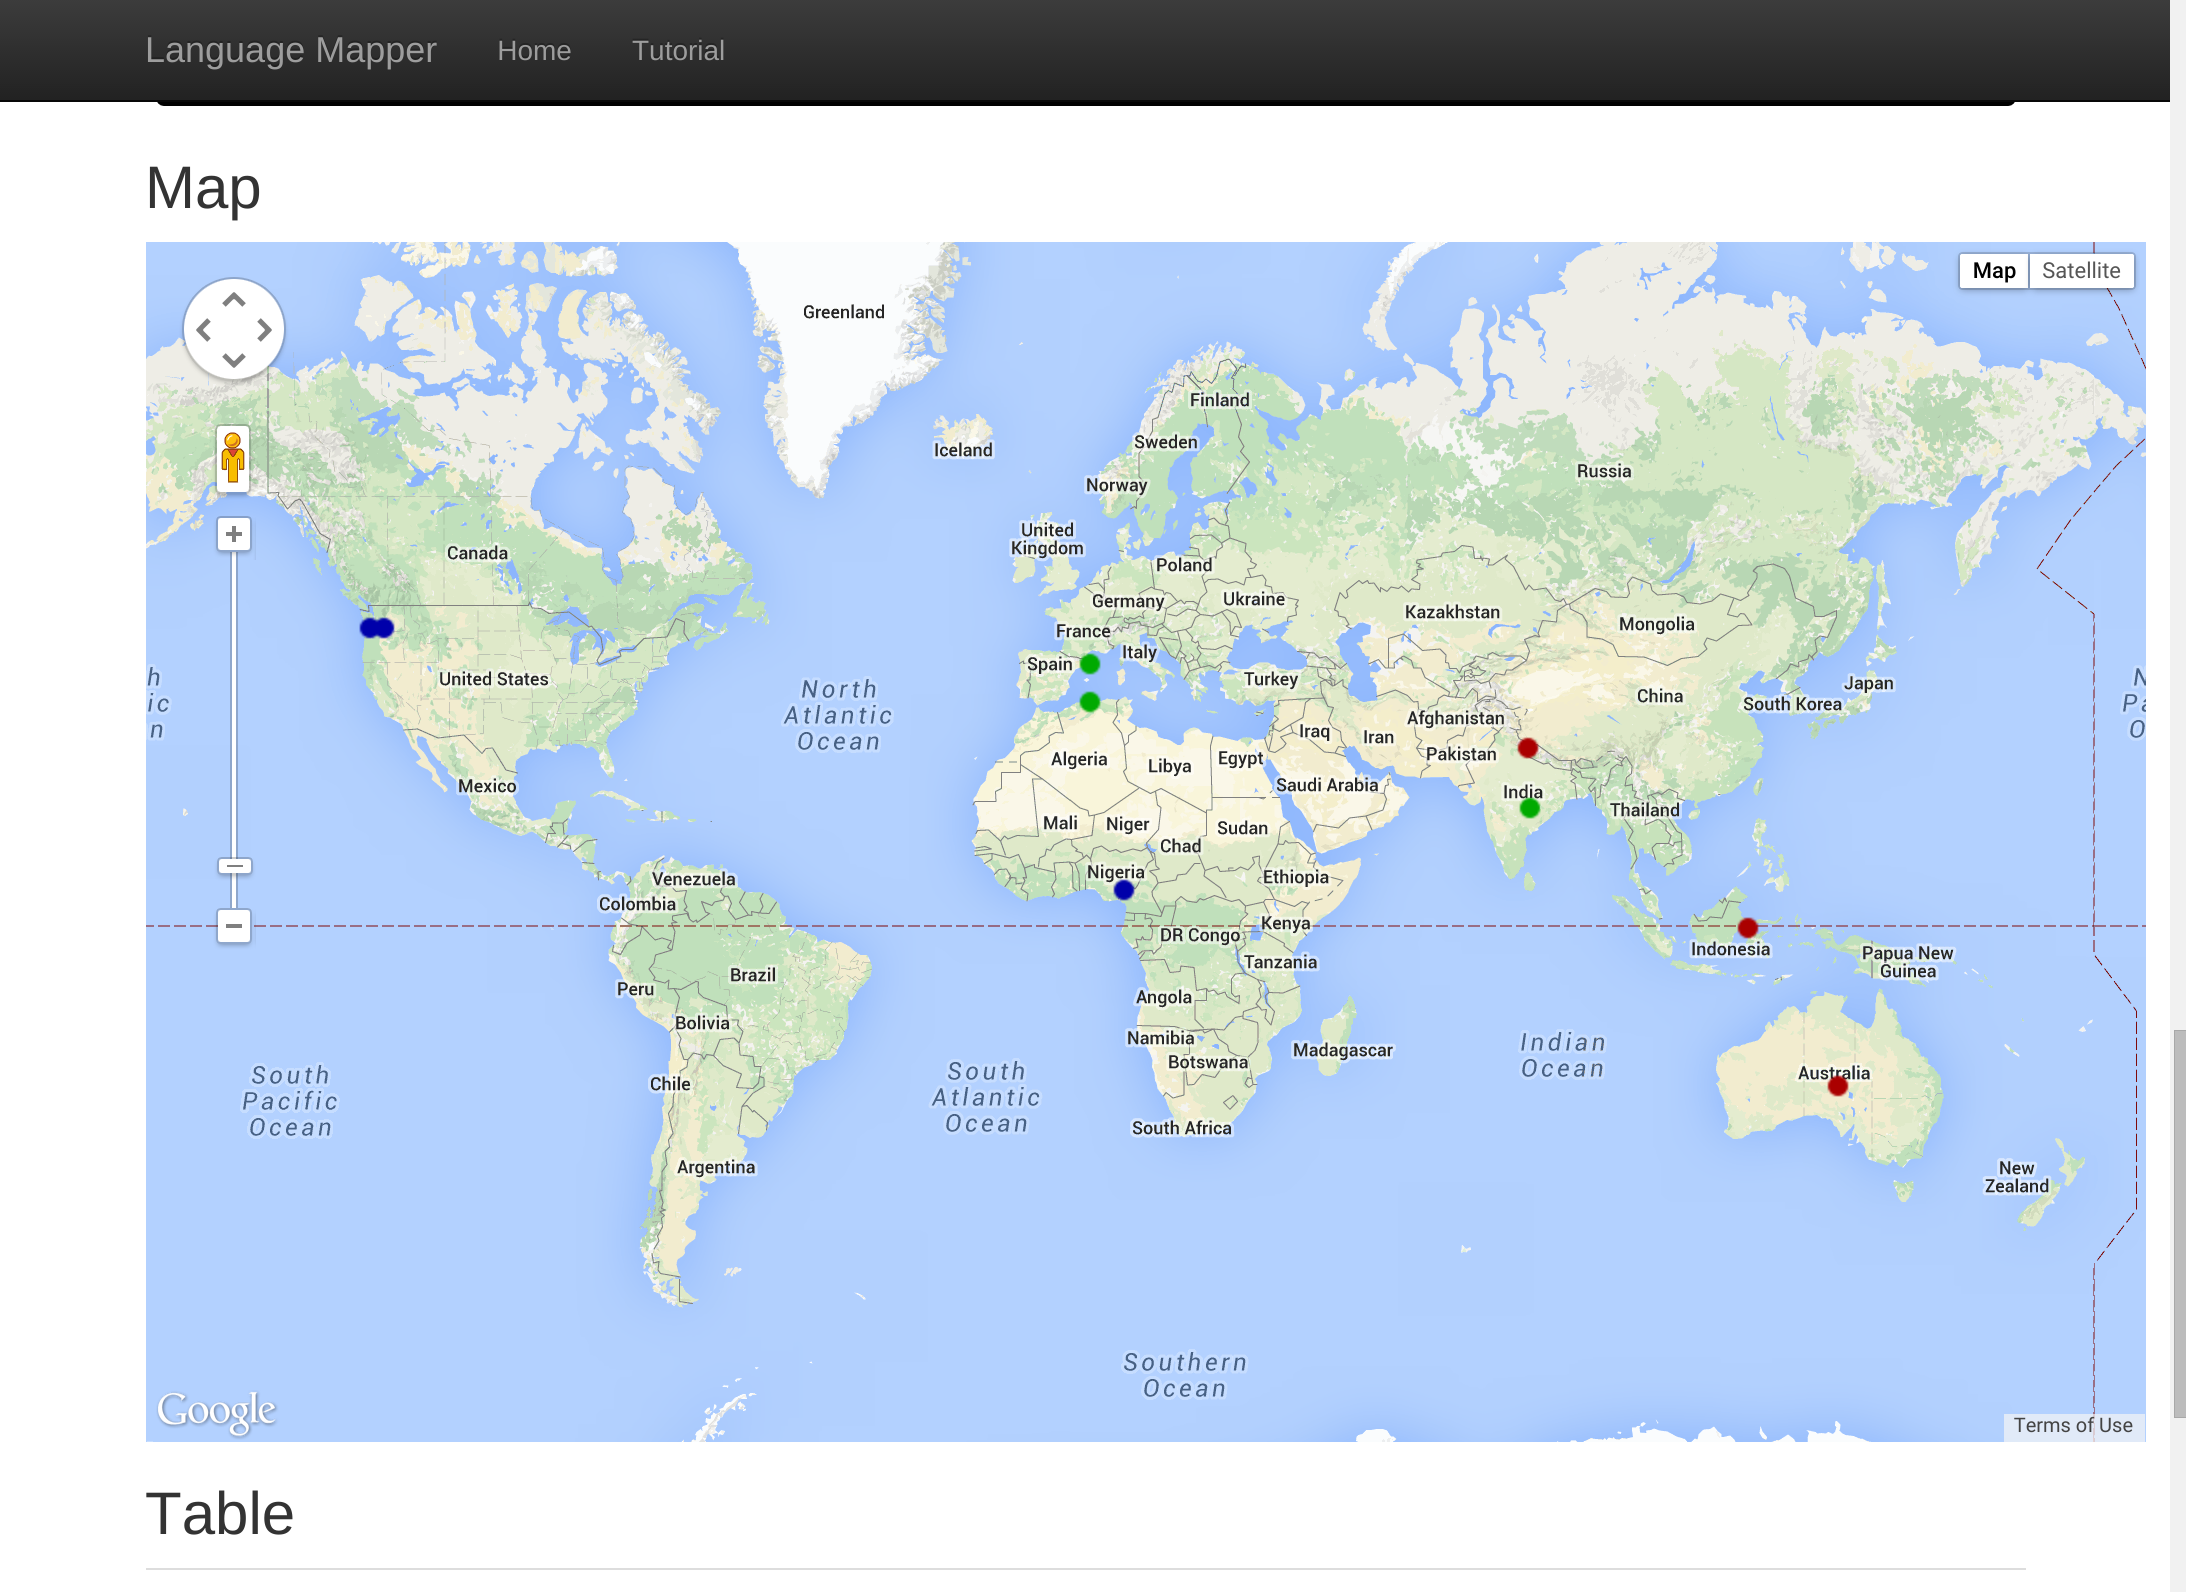 Language Mapper Home Tutorial
Map
Map Satellite
Greenland
Finland
Iceland
Sweden
Russia
Norway
United
Kingdom
Canada
Poland
Germany
Ukraine
Kazakhstan
Mongolia
France
Italy
Spain
United States
Turkey
China
Japan
South Korea
North
Atlantic
Ocean
h
ic
n
N
Pa
O
Afghanistan
Iraq
Iran
Pakistan
Algeria
Libya
Egypt
Saudi Arabia
India
Mexico
Thailand
Mali
Niger
Sudan
Chad
Nigeria
Ethiopia
Venezuela
Colombia
Kenya
DR Congo
Indonesia
Papua New
Guinea
Tanzania
Brazil
Peru
Angola
Bolivia
Namibia
Botswana
Madagascar
Indian
Ocean
Australia
Chile
South
Pacific
Ocean
South
Atlantic
Ocean
South Africa
Argentina
New
Zealand
Southern
Ocean
Google
Terms of Use
Table